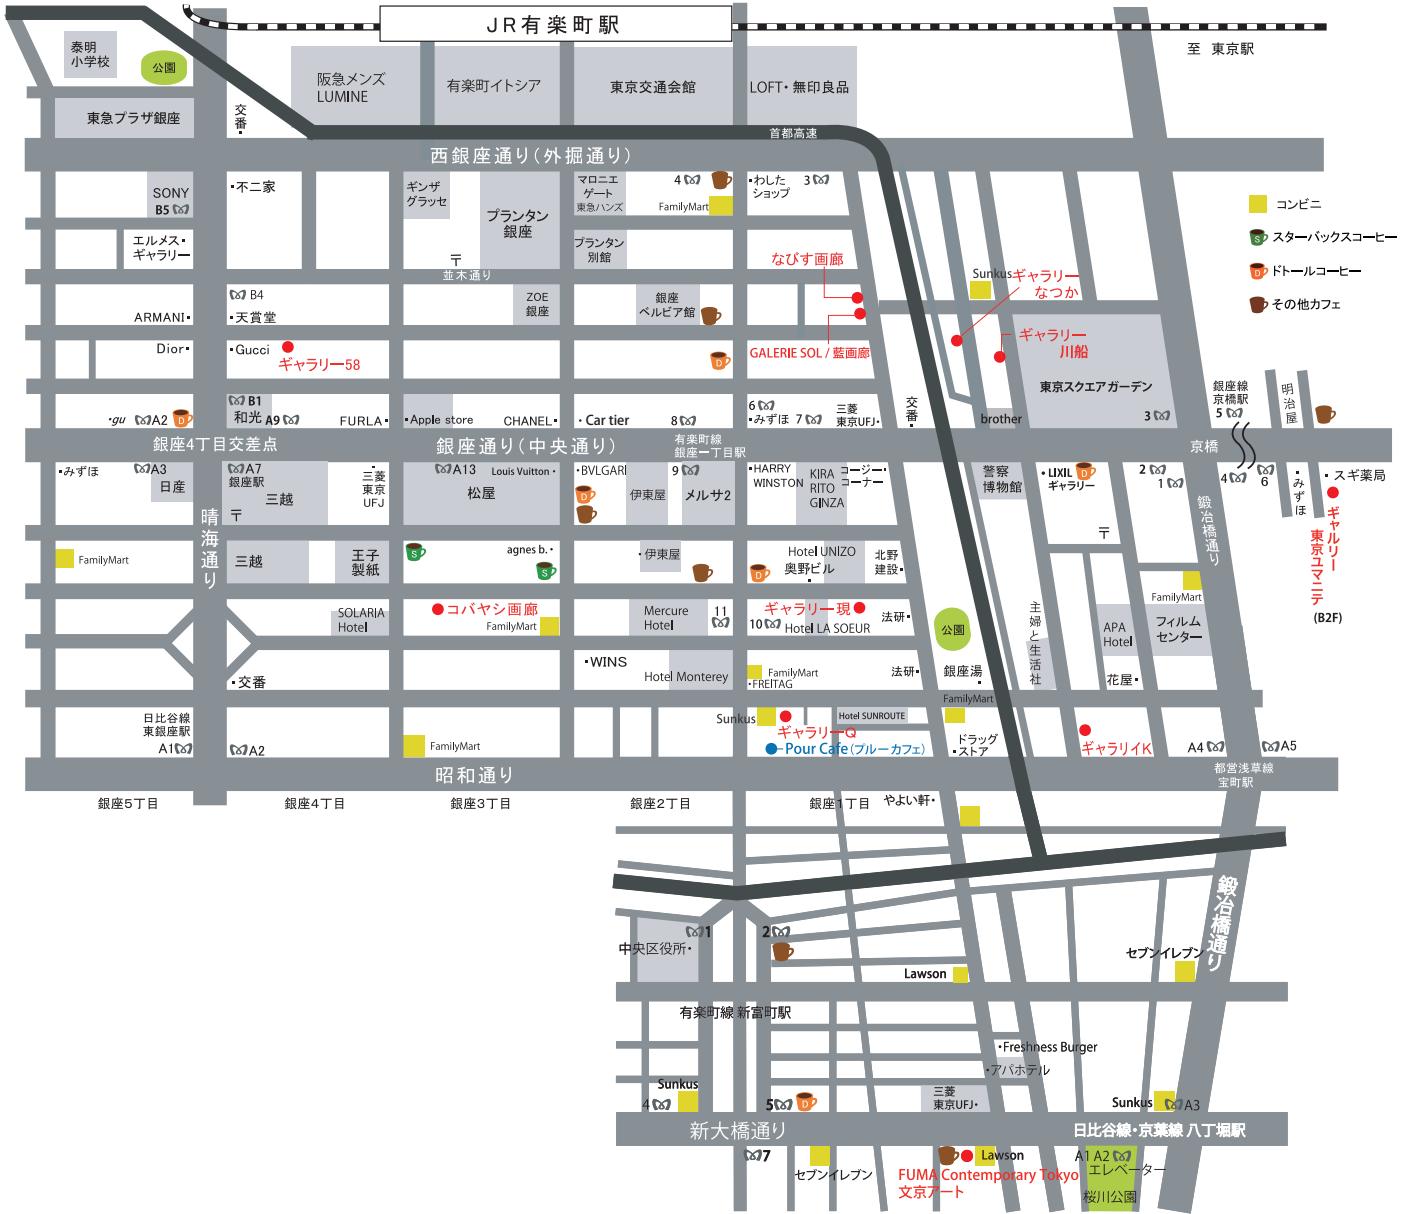 JR有楽町駅
至 東京駅
泰明
小学校
公園
阪急メンズ
LUMINE
有楽町イトシア
東京交通会館
LOFT・無印良品
東急プラザ銀座
交番
首都高速
西銀座通り(外掘通り)
SONY
B5
・不二家
ギンザ
グラッセ
プランタン
銀座
マロニエ
ゲート
東急ハンズ
4
FamilyMart
・わした
ショップ
3
コンビニ
スターバックスコーヒー
ドトールコーヒー
その他カフェ
エルメス・
ギャラリー
〒
プランタン
別館
並木通り
なびす画廊
Sunkus
ギャラリー
なつか
B4
ARMANI・
・天賞堂
ZOE
銀座
銀座
ベルビア館
Dior・
・Gucci
ギャラリー58
GALERIE SOL / 藍画廊
ギャラリー
川船
東京スクエアガーデン
・gu
A2
B1
和光
A9
FURLA・
・Apple store
CHANEL・
・Car tier
8
6
・みずほ
7
三菱
東京UFJ・
交番・
brother
3
銀座線
京橋駅
5
明治屋
銀座4丁目交差点
銀座通り(中央通り)
有楽町線
銀座一丁目駅
京橋
・みずほ
A3
日産
A7
銀座駅
三越
〒
・三菱東京UFJ
A13
松屋
Louis Vuitton・
・BVLGARI
伊東屋
9
メルサ2
・HARRY
WINSTON
KIRA
RITO
GINZA
コージー・
コーナー
警察
博物館
・LIXIL
ギャラリー
2
1
4
6
・みずほ
・スギ薬局
ギャルリー
東京ユマニテ
(B2F)
晴海通り
鍛冶橋通り
〒
FamilyMart
三越
王子
製紙
agnes b.・
・伊東屋
Hotel UNIZO
奥野ビル
北野
建設・
FamilyMart
SOLARIA
Hotel
コバヤシ画廊
FamilyMart
Mercure
Hotel
11
10
ギャラリー現
Hotel LA SOEUR
法研・
公園
主婦と生活社
APA
Hotel
フィルム
センター
・交番
・WINS
Hotel Monterey
FamilyMart
・FREITAG
法研・
銀座湯
花屋・
FamilyMart
日比谷線
東銀座駅
A1
A2
FamilyMart
Sunkus
ギャラリーQ
Pour Cafe(プルーカフェ)
Hotel SUNROUTE
ドラッグ
・ストア
ギャラリイK
A4
A5
昭和通り
都営浅草線
宝町駅
銀座5丁目
銀座4丁目
銀座3丁目
銀座2丁目
銀座1丁目
やよい軒・
鍛冶橋通り
1
2
中央区役所・
セブンイレブン
Lawson
有楽町線 新富町駅
・Freshness Burger
・アパホテル
Sunkus
4
5
三菱
東京UFJ・
Sunkus
A3
新大橋通り
日比谷線・京葉線 八丁堀駅
7
セブンイレブン
Lawson
FUMA Contemporary Tokyo
文京アート
A1 A2
エレベーター
桜川公園